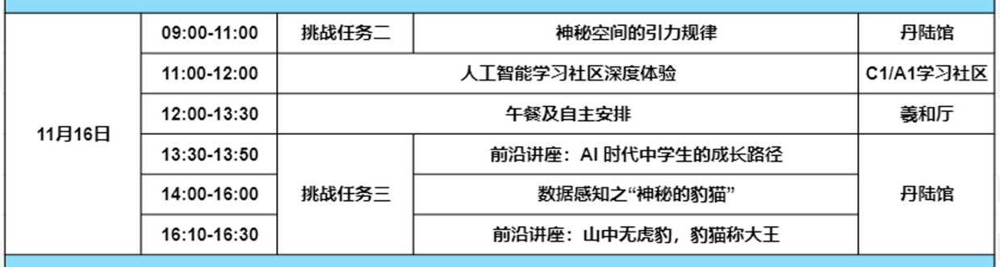 09:00-11:00 挑战任务二 神秘空间的引力规律 丹陆馆
11:00-12:00 人工智能学习社区深度体验 C1/A1学习社区
12:00-13:30 午餐及自主安排 羲和厅
11月16日
13:30-13:50 前沿讲座：AI 时代中学生的成长路径
14:00-16:00 挑战任务三 数据感知之“神秘的豹猫” 丹陆馆
16:10-16:30 前沿讲座：山中无虎豹，豹猫称大王